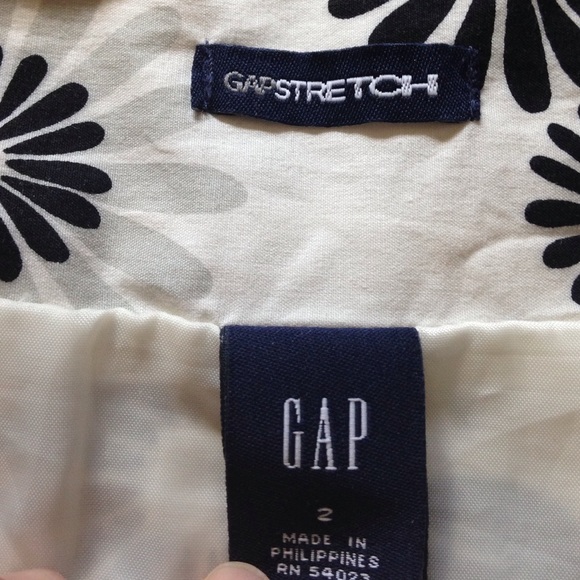 GAPSTRETCH
GAP
2
MADE IN
PHILIPPINES
RN 54023